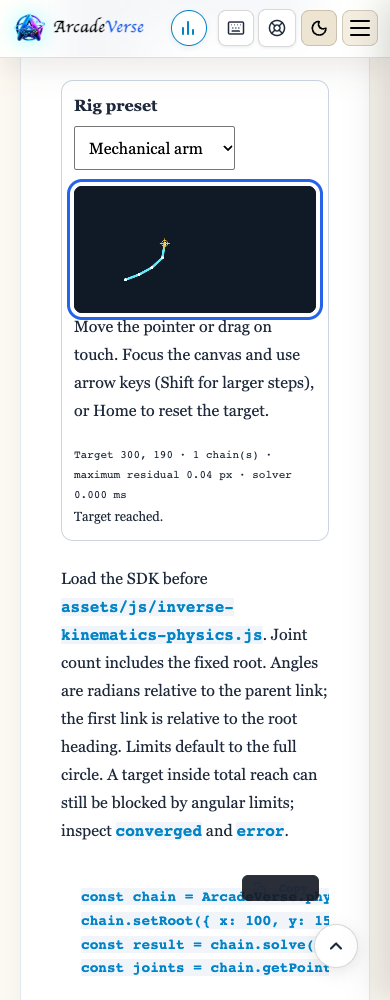 ArcadeVerse
Rig preset
Mechanical arm
Move the pointer or drag on
touch. Focus the canvas and use
arrow keys (Shift for larger steps),
or Home to reset the target.
Target 300, 190 · 1 chain(s) ·
maximum residual 0.04 px · solver
0.000 ms
Target reached.
Load the SDK before
assets/js/inverse-
kinematics-physics.js. Joint
count includes the fixed root. Angles
are radians relative to the parent link;
the first link is relative to the root
heading. Limits default to the full
circle. A target inside total reach can
still be blocked by angular limits;
inspect converged and error.
const chain =
chain.setRoot({ x: 100, y: 15
const result = chain.solve(
const joints = chain.getPoint